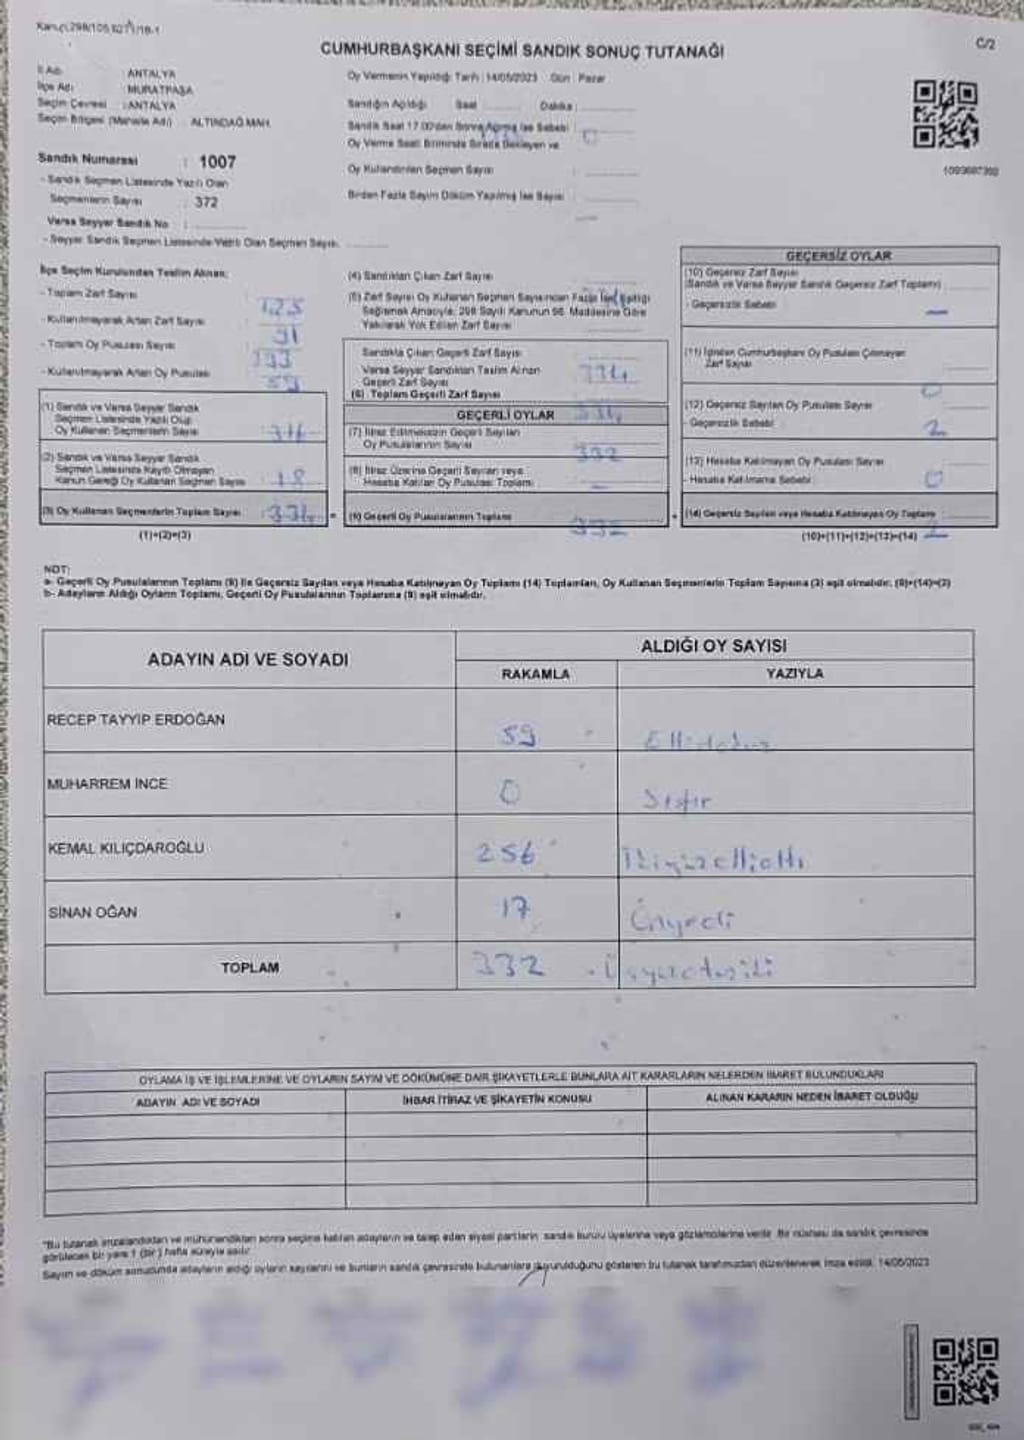 CUMHURBAŞKANI SEÇİMİ SANDIK SONUÇ TUTANAĞI
C/2
İl Adı : ANTALYA
İlçe Adı : MURATPAŞA
Seçim Çevresi : ANTALYA
Seçim Bölgesi (Mahalle Adı) : ALTINDAĞ MAH.
Oy Vermenin Yapıldığı Tarih : 14/05/2023 Gün : Pazar
Sandığın Açıldığı Saat Dakika :
Sandık Saat 17:00'den Sonra Açılmış İse Sebebi :
Oy Verme Saati Bitiminde Sırada Bekleyen ve
Oy Kullandırılan Seçmen Sayısı :
Birden Fazla Sayım Döküm Yapılmış İse Sayısı :
Sandık Numarası : 1007
- Sandık Seçmen Listesinde Yazılı Olan
Seçmenlerin Sayısı : 372
Varsa Seyyar Sandık No :
- Seyyar Sandık Seçmen Listesinde Yazılı Olan Seçmen Sayısı:
İlçe Seçim Kurulundan Teslim Alınan;
- Toplam Zarf Sayısı :
- Kullanılmayarak Artan Zarf Sayısı :
- Toplam Oy Pusulası Sayısı :
- Kullanılmayarak Artan Oy Pusulası :
(1) Sandık ve Varsa Seyyar Sandık
Seçmen Listesinde Yazılı Olup
Oy Kullanan Seçmenlerin Sayısı : 316
(2) Sandık ve Varsa Seyyar Sandık
Seçmen Listesinde Kayıtlı Olmayan
Kanun Gereği Oy Kullanan Seçmen Sayısı 18
(3) Oy Kullanan Seçmenlerin Toplam Sayısı : 334
(1)+(2)=(3)
(4) Sandıktan Çıkan Zarf Sayısı
(5) Zarf Sayısı Oy Kullanan Seçmen Sayısından Fazla İse Eşitliği
Sağlamak Amacıyla, 298 Sayılı Kanunun 98. Maddesine Göre
Yakılarak Yok Edilen Zarf Sayısı
Sandıkta Çıkan Geçerli Zarf Sayısı
Varsa Seyyar Sandıktan Teslim Alınan
Geçerli Zarf Sayısı 334
(6) Toplam Geçerli Zarf Sayısı
GEÇERLİ OYLAR 334
(7) İtiraz Edilmeksizin Geçerli Sayılan
Oy Pusulalarının Sayısı 332
(8) İtiraz Üzerine Geçerli Sayılan veya
Hesaba Katılan Oy Pusulası Toplamı -
(9) Geçerli Oy Pusulalarının Toplamı 332
GEÇERSİZ OYLAR
(10) Geçersiz Zarf Sayısı
(Sandık ve Varsa Seyyar Sandık Geçersiz Zarf Toplamı)
- Geçersizlik Sebebi : -
(11) İçinden Cumhurbaşkanı Oy Pusulası Çıkmayan
Zarf Sayısı 0
(12) Geçersiz Sayılan Oy Pusulası Sayısı
- Geçersizlik Sebebi : 2
(13) Hesaba Katılmayan Oy Pusulası Sayısı
- Hesaba Katılmama Sebebi : 0
(14) Geçersiz Sayılan veya Hesaba Katılmayan Oy Toplamı 2
(10)+(11)+(12)+(13)=(14)
NOT:
a- Geçerli Oy Pusulalarının Toplamı (9) ile Geçersiz Sayılan veya Hesaba Katılmayan Oy Toplamı (14) Toplamları, Oy Kullanan Seçmenlerin Toplam Sayısına (3) eşit olmalıdır. (9)+(14)=(3)
b- Adayların Aldığı Oyların Toplamı, Geçerli Oy Pusulalarının Toplamına (9) eşit olmalıdır.
ADAYIN ADI VE SOYADI
ALDIĞI OY SAYISI
RAKAMLA YAZIYLA
RECEP TAYYİP ERDOĞAN 59 Ellidokuz
MUHARREM İNCE 0 Sıfır
KEMAL KILIÇDAROĞLU 256 İkiyüzelliAltı
SİNAN OĞAN 17 Onyedi
TOPLAM 332 Üçyüzotuziki
OYLAMA İŞ VE İŞLEMLERİNE VE OYLARIN SAYIM VE DÖKÜMÜNE DAİR ŞİKAYETLERLE BUNLARA AİT KARARLARIN NELERDEN İBARET BULUNDUKLARI
ADAYIN ADI VE SOYADI İHBAR İTİRAZ VE ŞİKAYETİN KONUSU ALINAN KARARIN NEDEN İBARET OLDUĞU
"Bu tutanak imzalandıktan ve mühürlendikten sonra seçime katılan adayların ve talep eden siyasi partilerin sandık kurulu üyelerine veya gözlemcilerine verilir. Bir nüshası da sandık çevresinde
görülecek bir yere 1 (bir) hafta süreyle asılır.
Sayım ve döküm sonucunda adayların aldığı oyların sayılarını ve bunların sandık çevresinde bulunanlara duyurulduğunu gösteren bu tutanak tarafımızdan düzenlenerek imza edildi. 14/05/2023